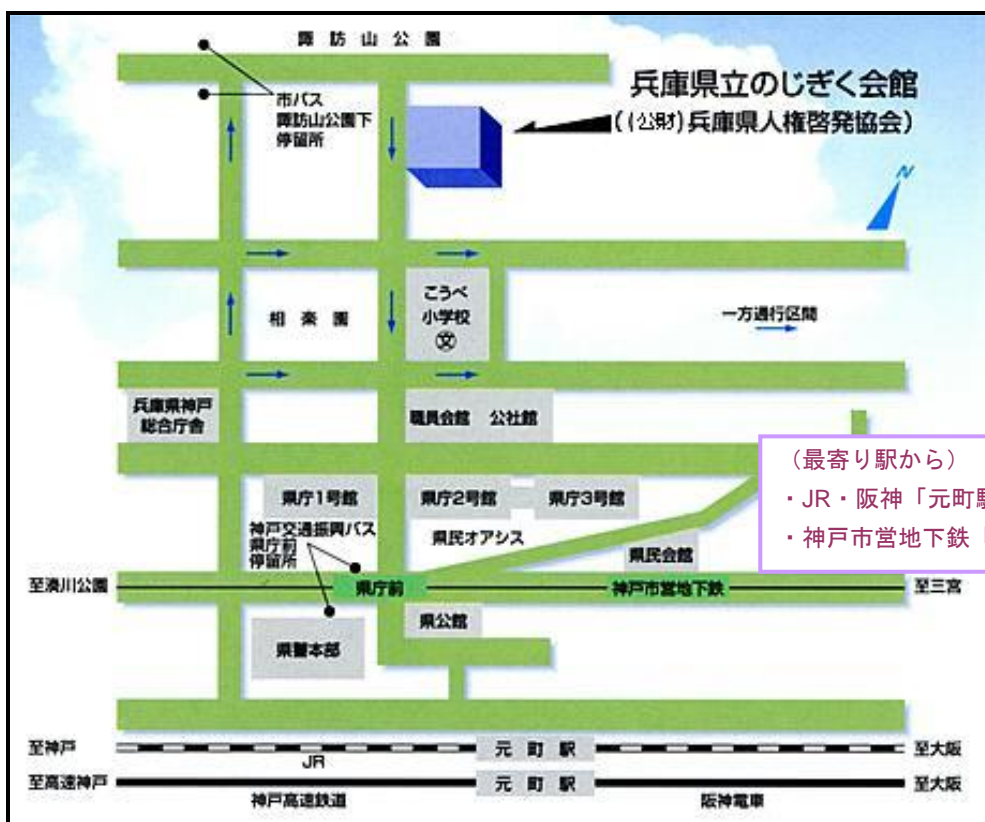 諏訪山公園
兵庫県立のじぎく会館
((公財)兵庫県人権啓発協会)
市バス
諏訪山公園下
停留所
N
こうべ
小学校
文
相楽園
一方通行区間
兵庫県神戸
総合庁舎
職員会館 公社館
(最寄り駅から)
・JR・阪神「元町駅
・神戸市営地下鉄「
県庁1号館
県庁2号館
県庁3号館
神戸交通振興バス
県庁前
停留所
県民オアシス
県民会館
至湊川公園
県庁前
神戸市営地下鉄
至三宮
県公館
県警本部
至神戸
JR
元町駅
至大阪
至高速神戸
神戸高速鉄道
元町駅
阪神電車
至大阪